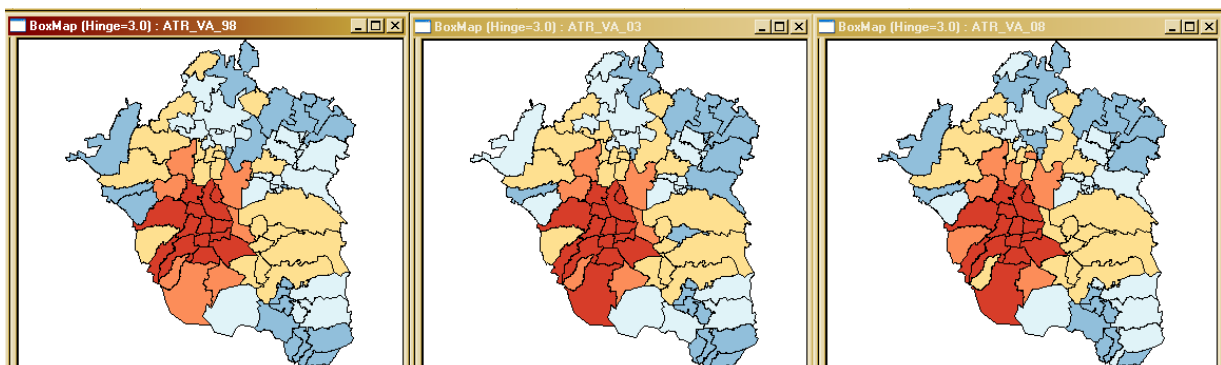 BoxMap (Hinge=3.0) : ATR_VA_98
BoxMap (Hinge=3.0) : ATR_VA_03
BoxMap (Hinge=3.0) : ATR_VA_08